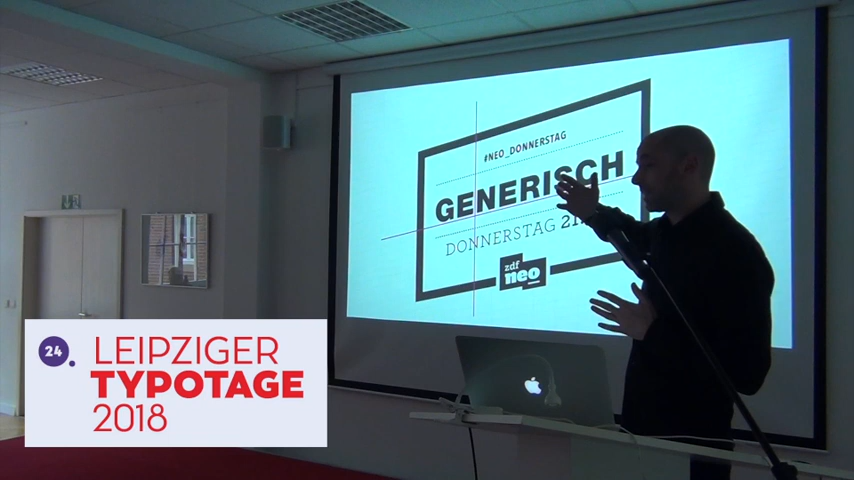 #NEO_DONNERSTAG
GENERISCH
DONNERSTAG
zdf
neo
24.
LEIPZIGER
TYPOTAGE
2018